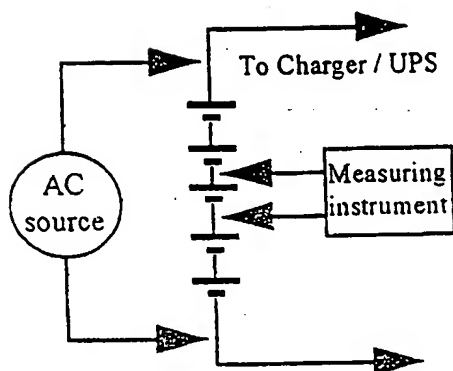 To Charger / UPS
AC
source
Measuring
instrument